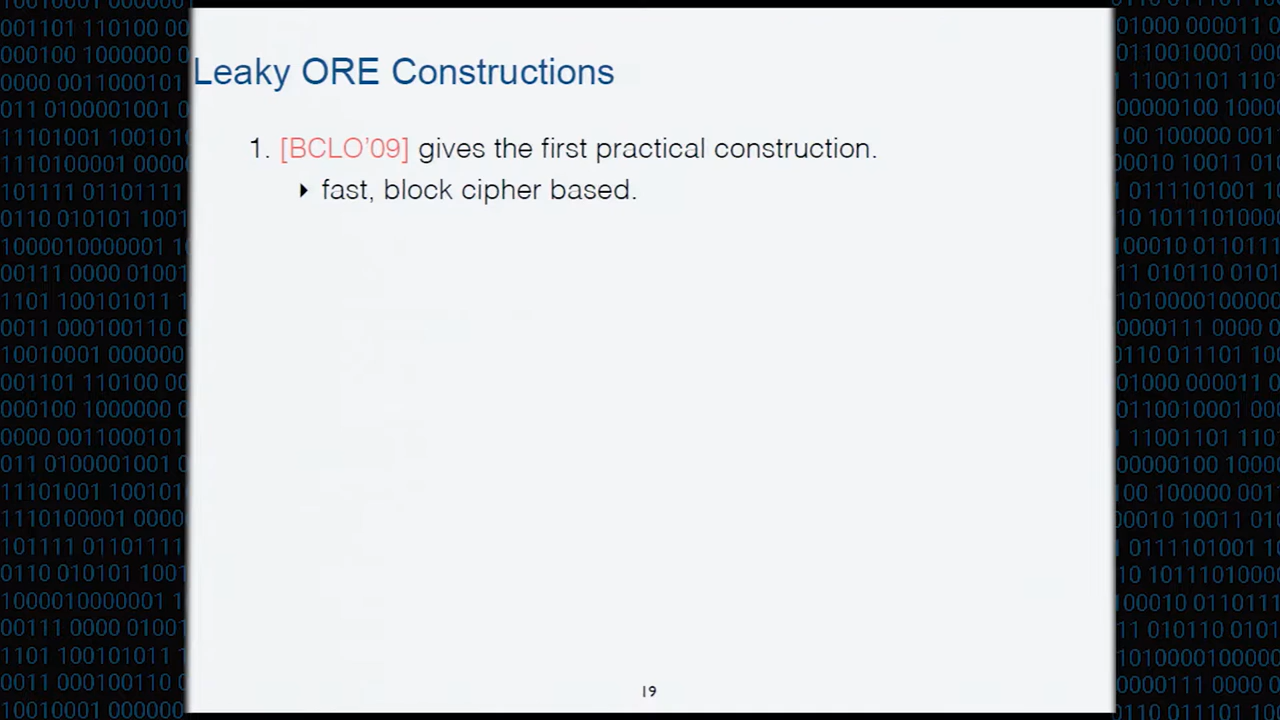 Leaky ORE Constructions
1. [BCLO’09] gives the first practical construction.
‣ fast, block cipher based.
19